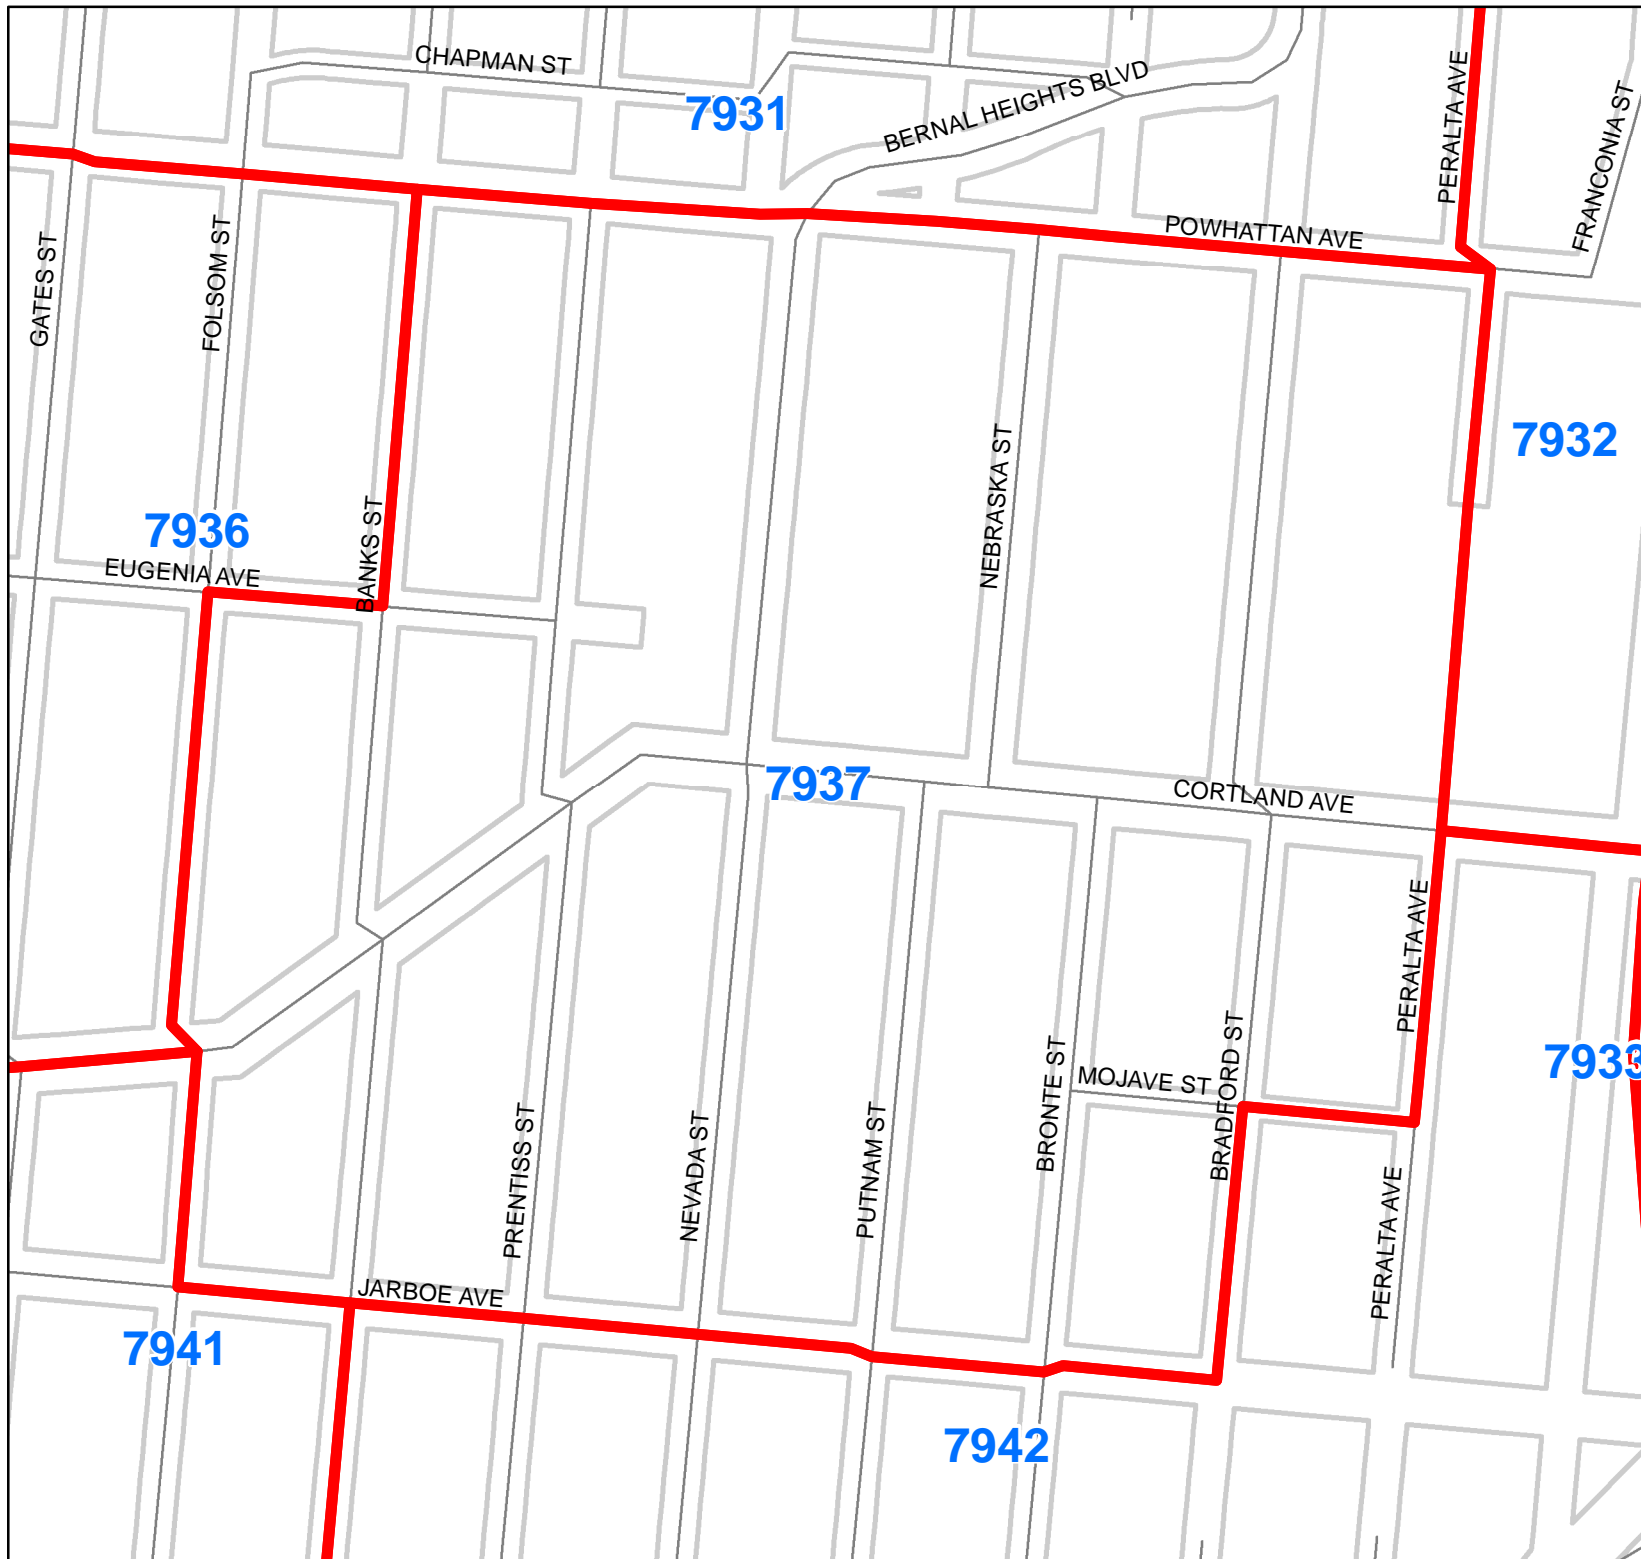 CHAPMAN ST
7931
BERNAL HEIGHTS BLVD
PERALTA AVE
FRANCONIA ST
POWHATTAN AVE
GATES ST
FOLSOM ST
7932
NEBRASKA ST
7936
BANKS ST
EUGENIA AVE
7937
CORTLAND AVE
PERALTA AVE
7933
MOJAVE ST
BRADFORD ST
BRONTE ST
PRENTISS ST
NEVADA ST
PUTNAM ST
PERALTA AVE
JARBOE AVE
7941
7942